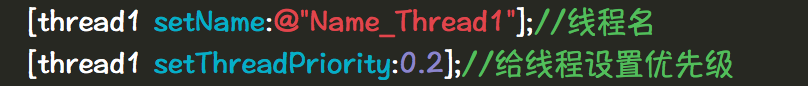 [thread1 setName:@"Name_Thread1"];//线程名
[thread1 setThreadPriority:0.2];//给线程设置优先级